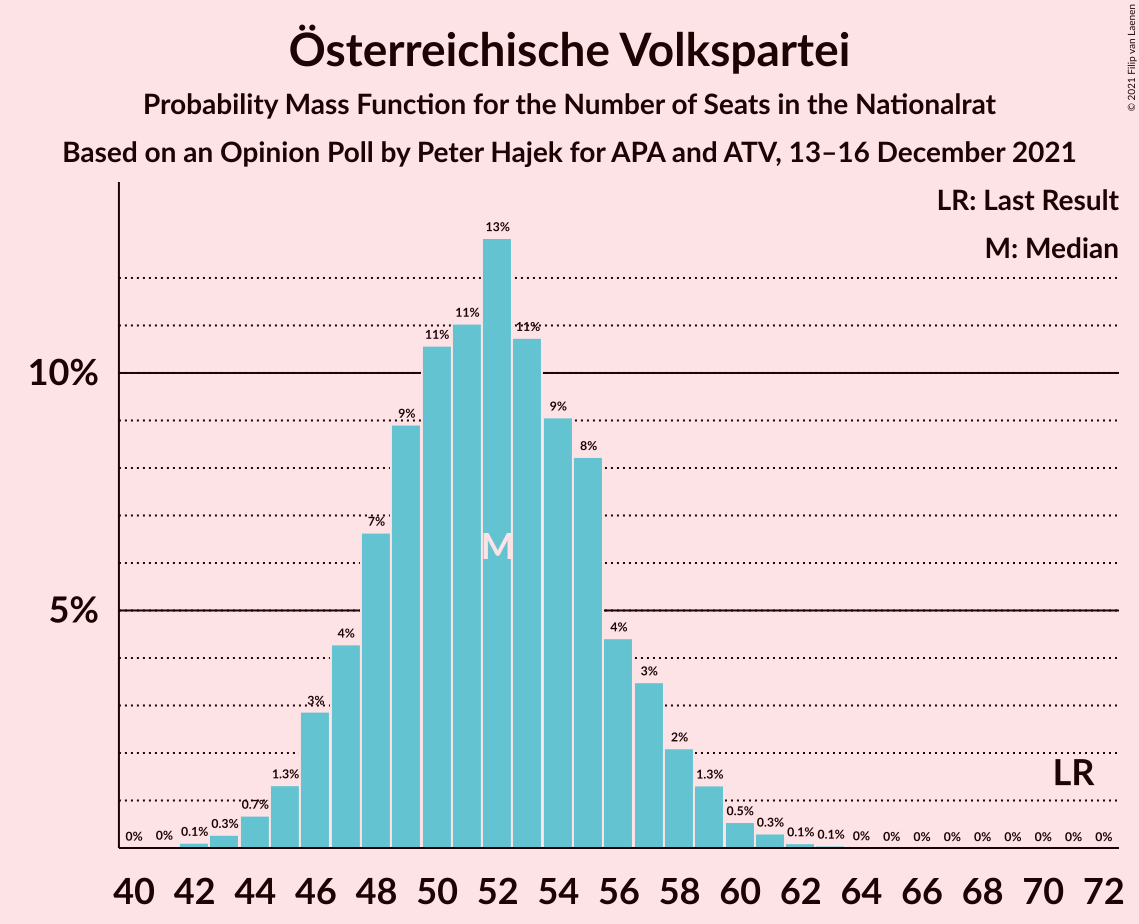 Österreichische Volkspartei
Probability Mass Function for the Number of Seats in the Nationalrat
Based on an Opinion Poll by Peter Hajek for APA and ATV, 13–16 December 2021
© 2021 Filip van Laenen
LR: Last Result
M: Median
10%
5%
0% 0% 0.1% 0.3% 0.7% 1.3% 3% 4% 7% 9% 11% 11% 13% 11% 9% 8% 4% 3% 2% 1.3% 0.5% 0.3% 0.1% 0.1% 0% 0% 0% 0% 0% 0% 0% 0% 0%
M
LR
40 42 44 46 48 50 52 54 56 58 60 62 64 66 68 70 72